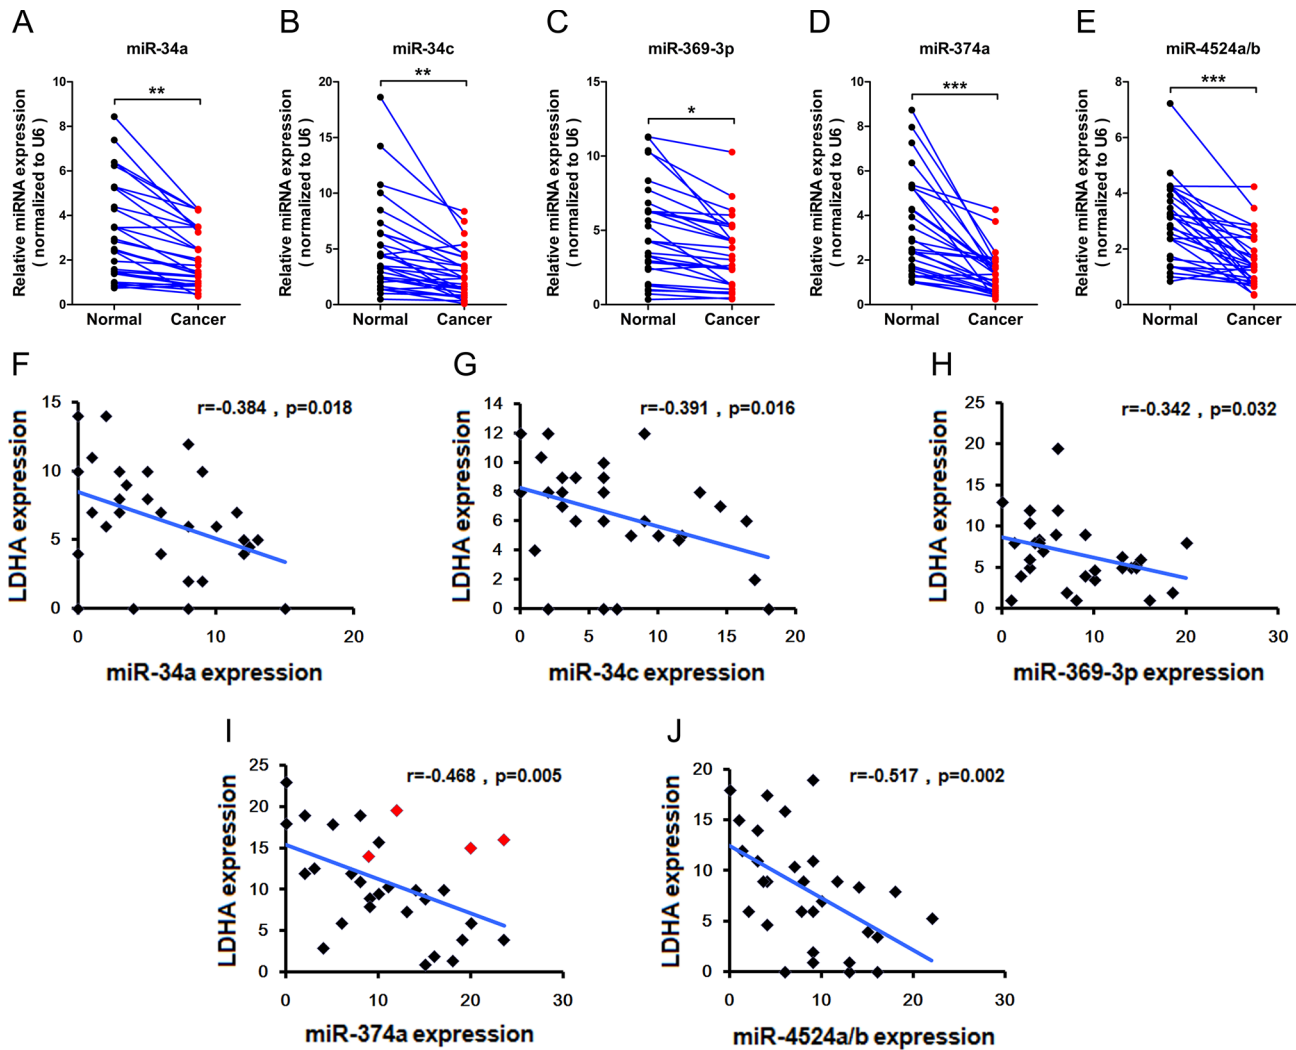 A
miR-34a
Relative miRNA expression
( normalized to U6 )
10
8
6
4
2
0
**
Normal
Cancer
B
miR-34c
Relative miRNA expression
( normalized to U6 )
20
15
10
5
0
**
Normal
Cancer
C
miR-369-3p
Relative miRNA expression
( normalized to U6 )
15
10
5
0
*
Normal
Cancer
D
miR-374a
Relative miRNA expression
( normalized to U6 )
10
8
6
4
2
0
***
Normal
Cancer
E
miR-4524a/b
Relative miRNA expression
( normalized to U6 )
8
6
4
2
0
***
Normal
Cancer
F
r=-0.384 , p=0.018
LDHA expression
15
10
5
0
0 10 20
miR-34a expression
G
r=-0.391 , p=0.016
LDHA expression
14
12
10
8
6
4
2
0
0 5 10 15 20
miR-34c expression
H
r=-0.342 , p=0.032
LDHA expression
25
20
15
10
5
0
0 10 20 30
miR-369-3p expression
I
r=-0.468 , p=0.005
LDHA expression
25
20
15
10
5
0
0 10 20 30
miR-374a expression
J
r=-0.517 , p=0.002
LDHA expression
20
15
10
5
0
0 10 20 30
miR-4524a/b expression